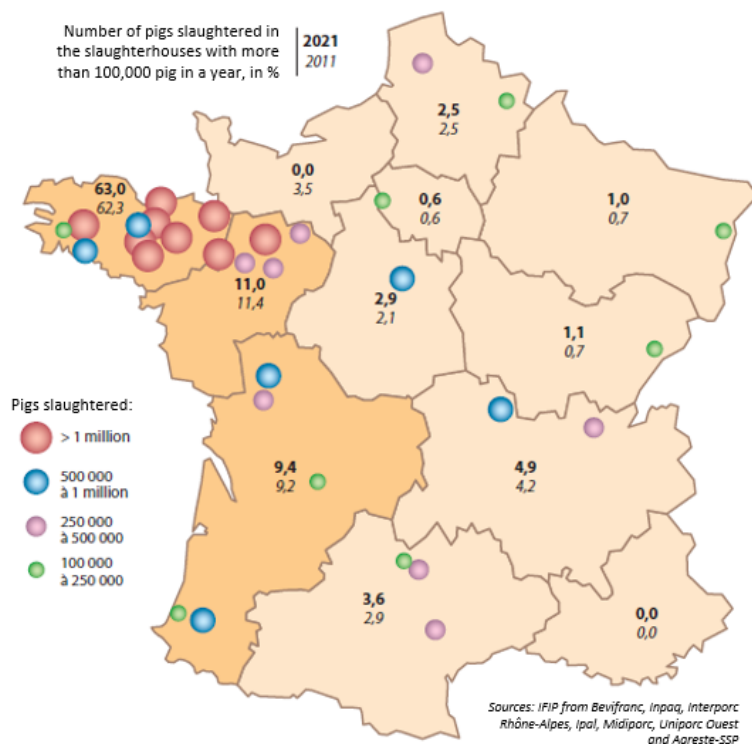 Number of pigs slaughtered in
the slaughterhouses with more
than 100,000 pig in a year, in %
2021
2011
2,5
2,5
0,0
3,5
63,0
62,3
0,6
0,6
1,0
0,7
11,0
11,4
2,9
2,1
1,1
0,7
Pigs slaughtered:
> 1 million
500 000
à 1 million
250 000
à 500 000
100 000
à 250 000
9,4
9,2
4,9
4,2
3,6
2,9
0,0
0,0
Sources: IFIP from Bevifranc, Inpaq, Interporc
Rhône-Alpes, Ipal, Midiporc, Uniporc Ouest
and Agreste-SSP